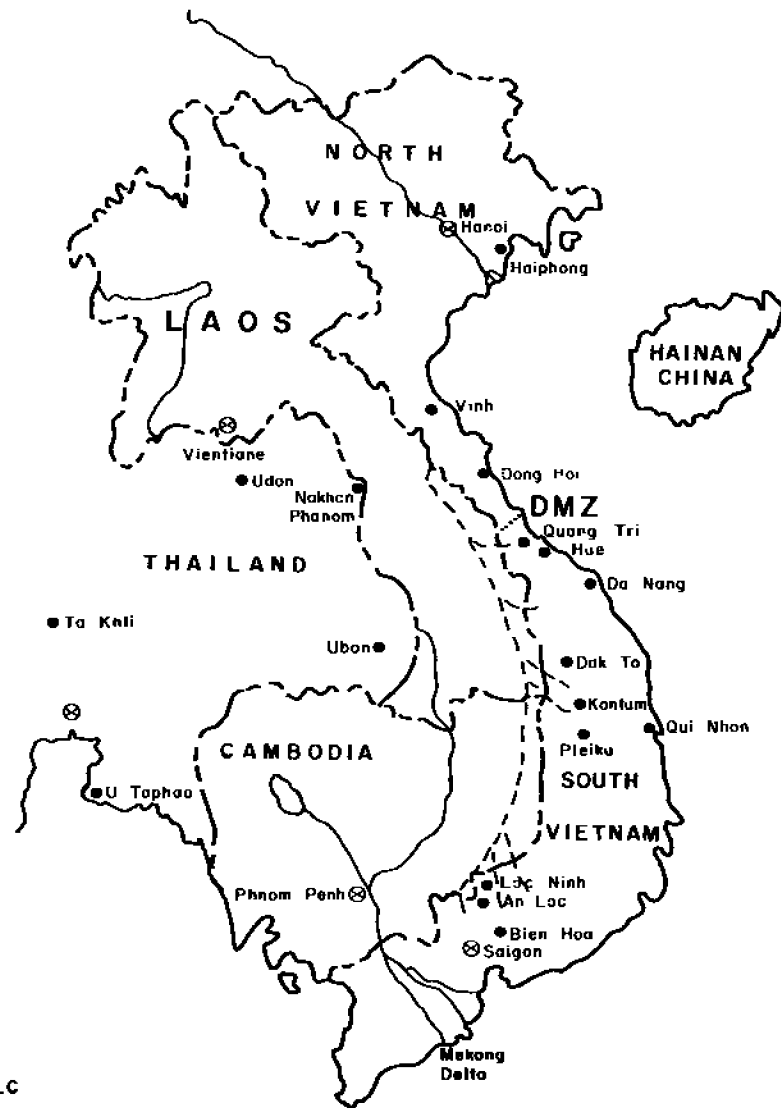 NORTH
VIETNAM
Hanoi
Haiphong
LAOS
HAINAN
CHINA
Vinh
Vientiane
Udon
Nakhon
Phanom
Dong Hoi
DMZ
Quang Tri
Hue
THAILAND
Da Nang
Ta Khli
Ubon
Dak To
Kontum
CAMBODIA
Qui Nhon
Pleiku
U Taphao
SOUTH
VIETNAM
Phnom Penh
Loc Ninh
An Loc
Bien Hoa
Saigon
Mekong
Delta
LC